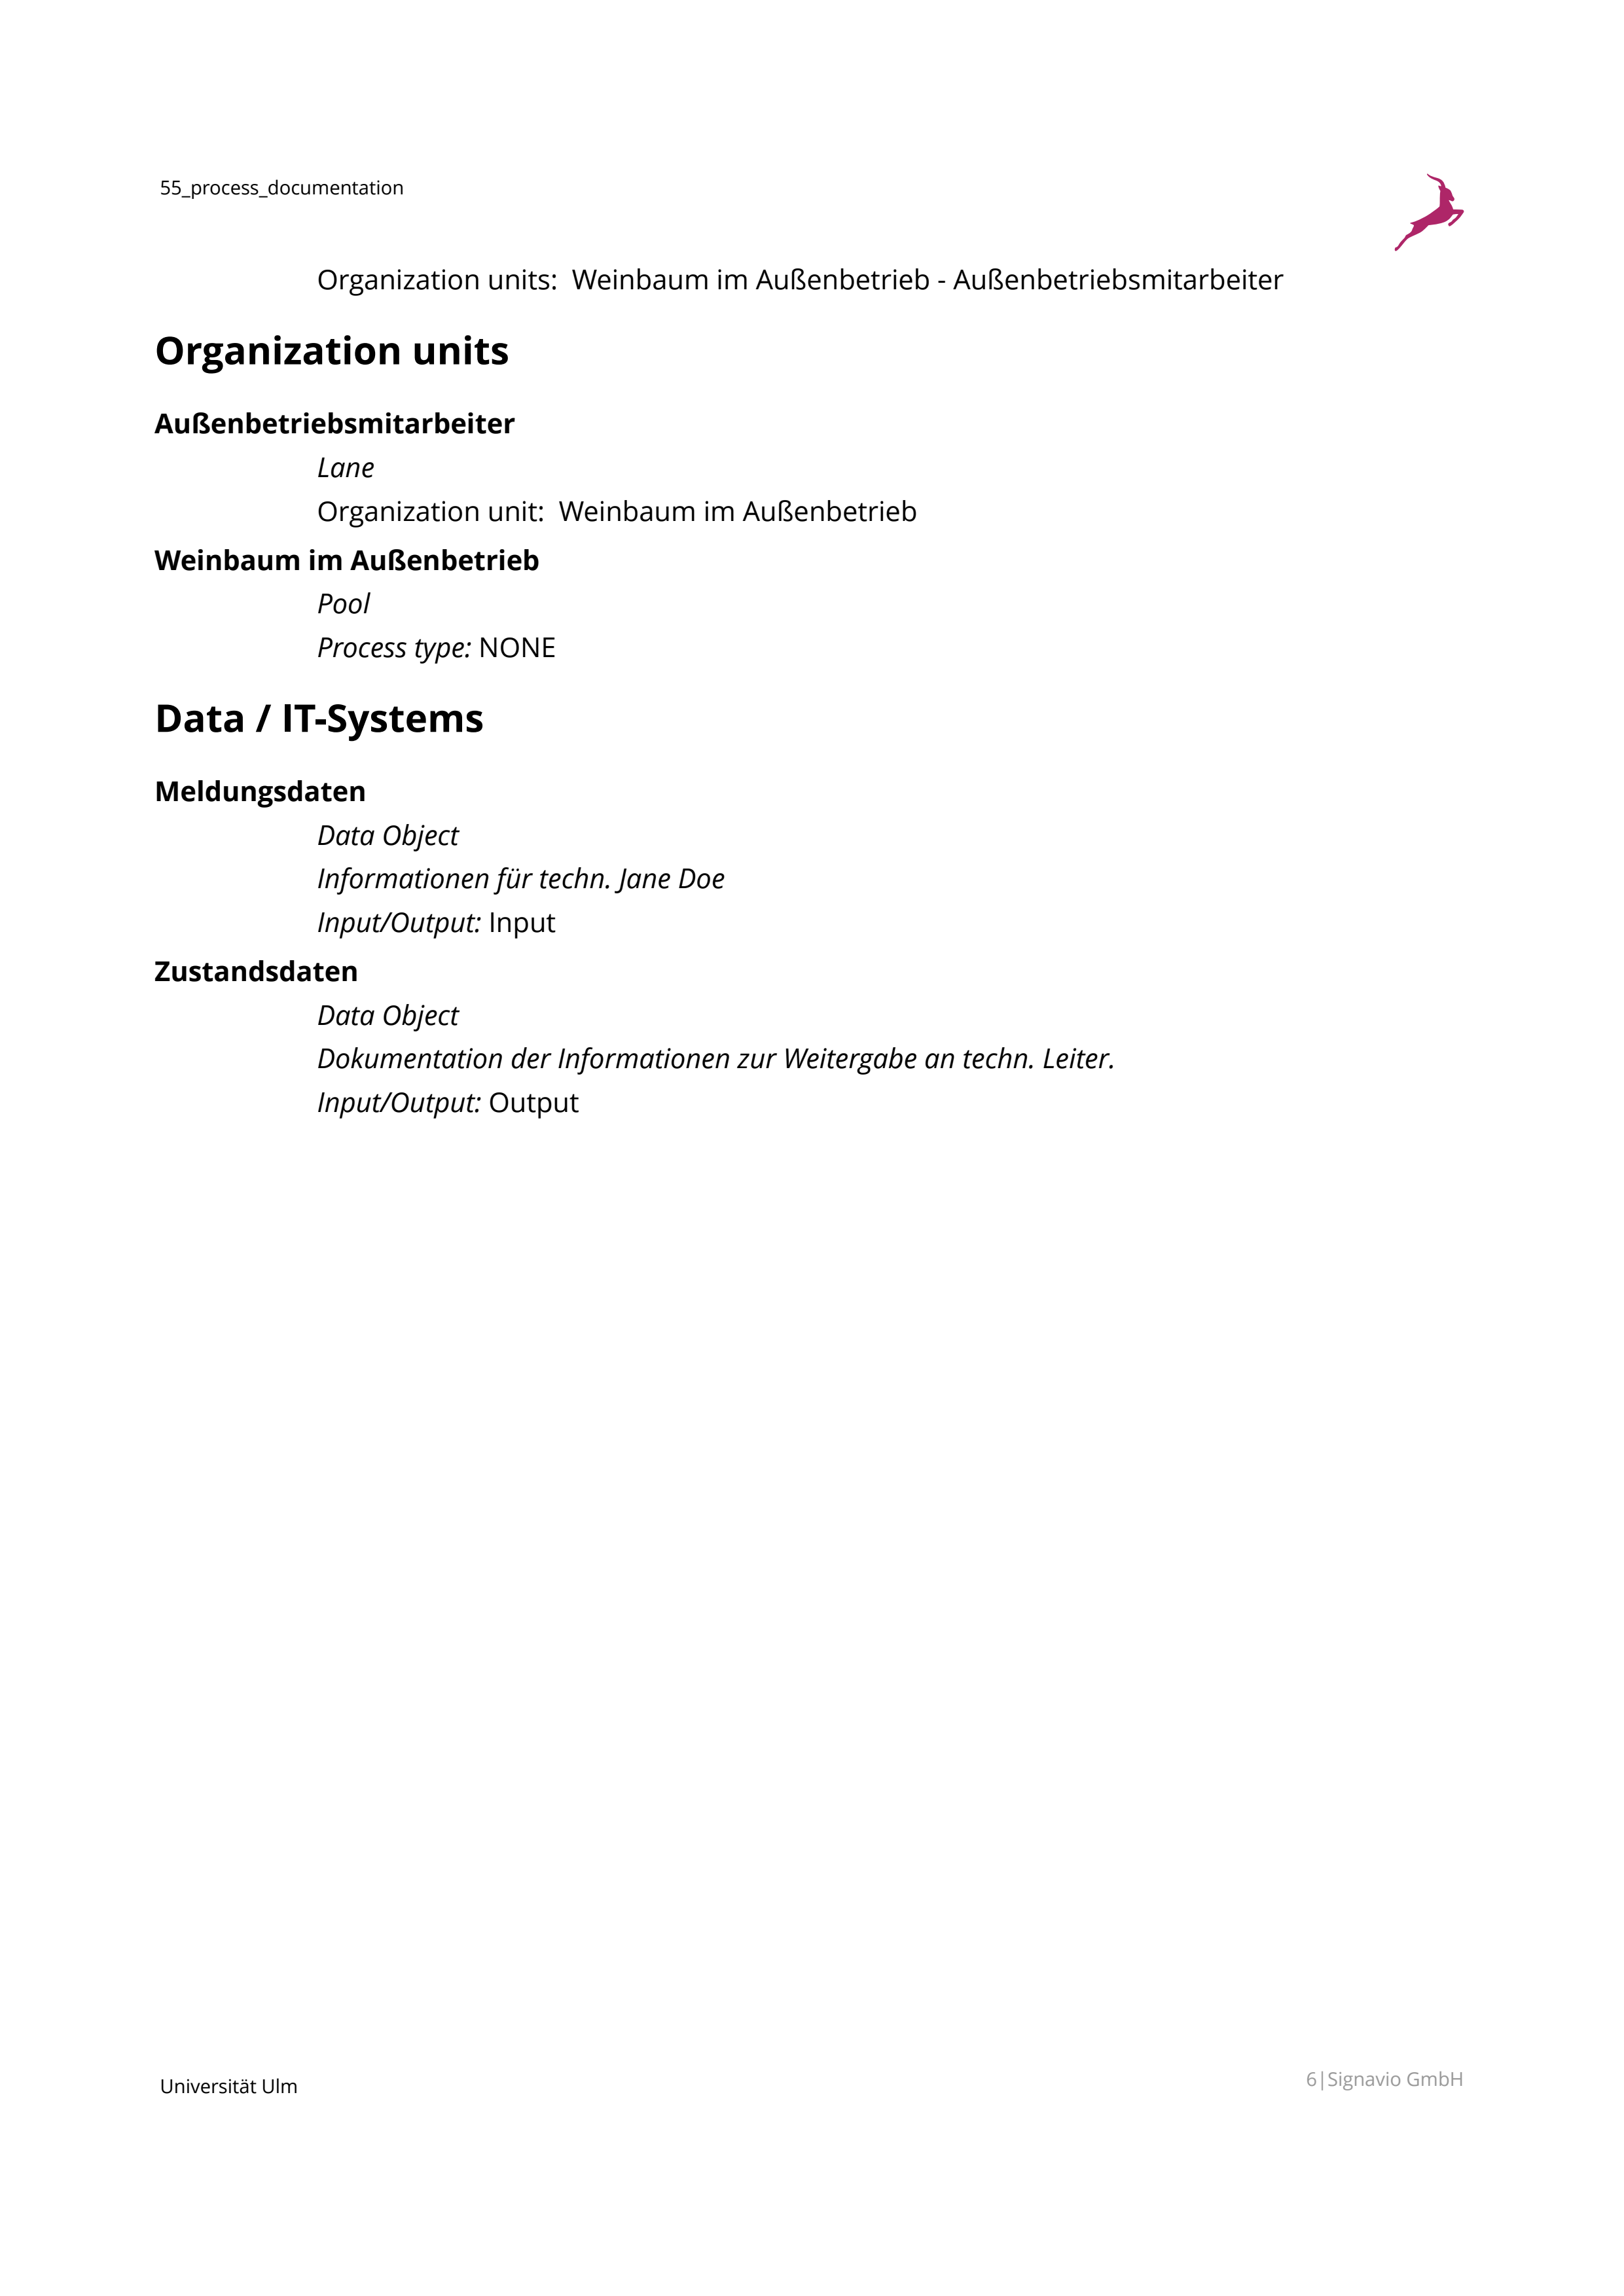 55_process_documentation
Organization units: Weinbaum im Außenbetrieb - Außenbetriebsmitarbeiter
Organization units
Außenbetriebsmitarbeiter
Lane
Organization unit: Weinbaum im Außenbetrieb
Weinbaum im Außenbetrieb
Pool
Process type: NONE
Data / IT-Systems
Meldungsdaten
Data Object
Informationen für techn. Jane Doe
Input/Output: Input
Zustandsdaten
Data Object
Dokumentation der Informationen zur Weitergabe an techn. Leiter.
Input/Output: Output
Universität Ulm
6|Signavio GmbH